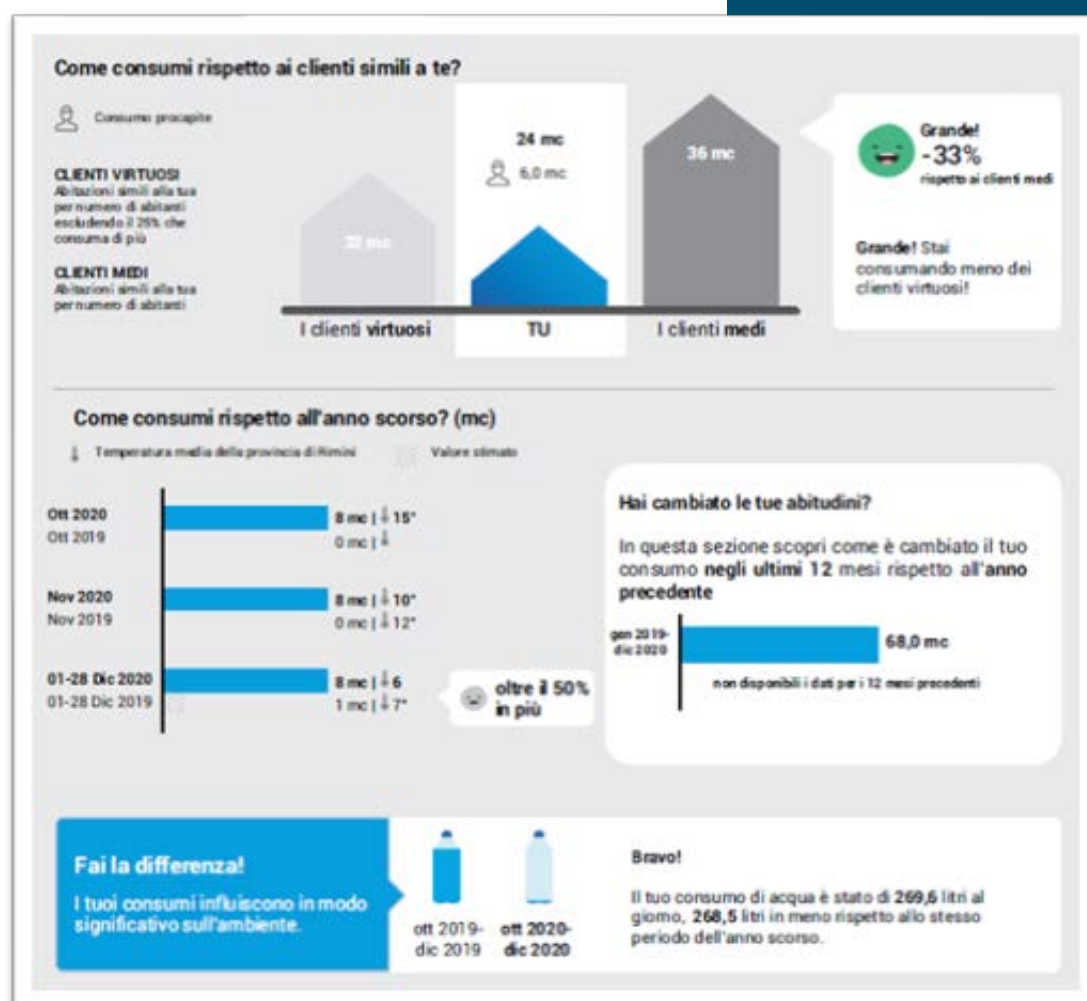 Come consumi rispetto ai clienti simili a te?
Consumo procapite
CLIENTI VIRTUOSI
Abitazioni simili alla tua
per numero di abitanti
escludendo il 25% che
consuma di più
CLIENTI MEDI
Abitazioni simili alla tua
per numero di abitanti
32 mc
24 mc
6,0 mc
36 mc
I clienti virtuosi
TU
I clienti medi
Grande!
-33%
rispetto ai clienti medi
Grande! Stai
consumando meno dei
clienti virtuosi!
Come consumi rispetto all'anno scorso? (mc)
Temperatura media della provincia di Rimini
Valore stimato
Ott 2020
8 mc | 15°
Ott 2019
0 mc |
Nov 2020
8 mc | 10°
Nov 2019
0 mc | 12°
01-28 Dic 2020
8 mc | 6
01-28 Dic 2019
1 mc | 7°
oltre il 50%
in più
Hai cambiato le tue abitudini?
In questa sezione scopri come è cambiato il tuo
consumo negli ultimi 12 mesi rispetto all'anno
precedente
gen 2019-
dic 2020
68,0 mc
non disponibili i dati per i 12 mesi precedenti
Fai la differenza!
I tuoi consumi influiscono in modo
significativo sull'ambiente.
ott 2019-
dic 2019
ott 2020-
dic 2020
Bravo!
Il tuo consumo di acqua è stato di 269,6 litri al
giorno, 268,5 litri in meno rispetto allo stesso
periodo dell'anno scorso.